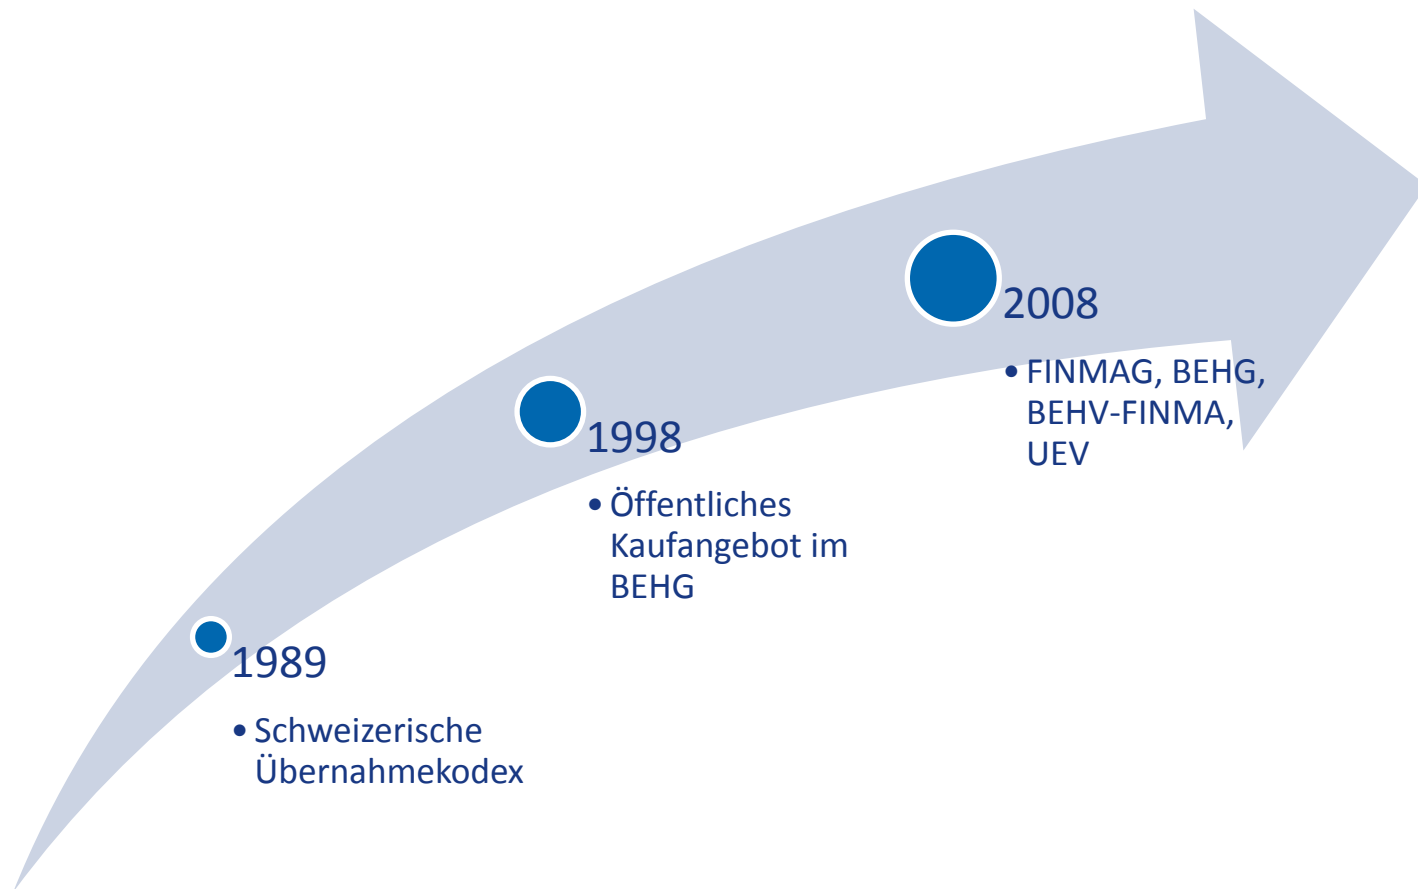 1989
• Schweizerische
Übernahmekodex
1998
• Öffentliches
Kaufangebot im
BEHG
2008
• FINMAG, BEHG,
BEHV-FINMA,
UEV